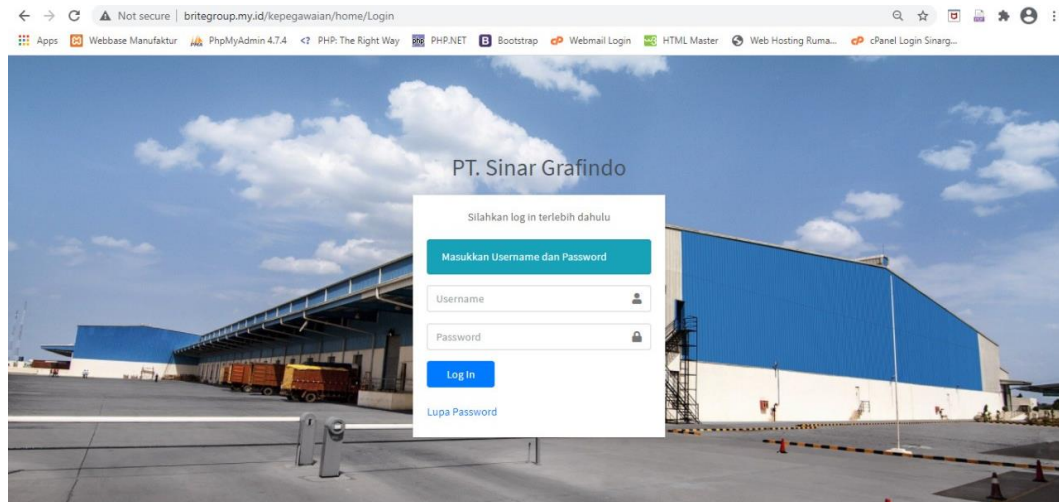 Not secure | britegroup.my.id/kepegawaian/home/Login
Apps Webbase Manufaktur PhpMyAdmin 4.7.4 PHP: The Right Way PHP.NET Bootstrap Webmail Login HTML Master Web Hosting Ruma... cPanel Login Sinarg...
PT. Sinar Grafindo
Silahkan log in terlebih dahulu
Masukkan Username dan Password
Username
Password
Log In
Lupa Password